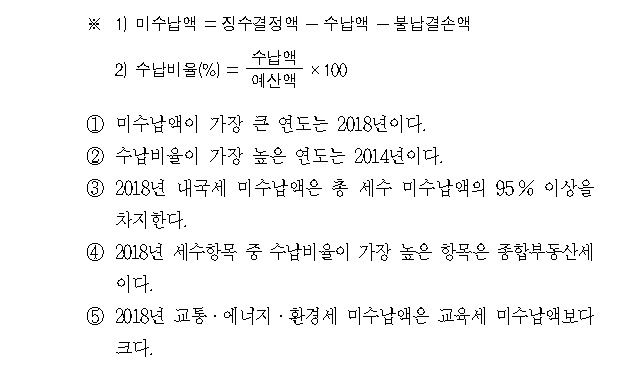 ※ 1) 미수납액 = 징수결정액 - 수납액 - 불납결손액
2) 수납비율(%) = 수납액/예산액 ×100
① 미수납액이 가장 큰 연도는 2018년이다.
② 수납비율이 가장 높은 연도는 2014년이다.
③ 2018년 내국세 미수납액은 총 세수 미수납액의 95% 이상을
차지한다.
④ 2018년 세수항목 중 수납비율이 가장 높은 항목은 종합부동산세
이다.
⑤ 2018년 교통·에너지·환경세 미수납액은 교육세 미수납액보다
크다.